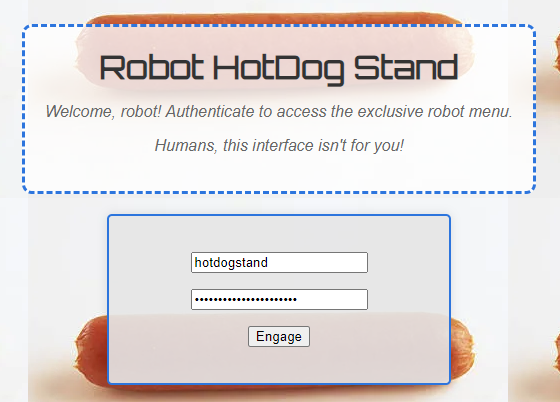 Robot HotDog Stand
Welcome, robot! Authenticate to access the exclusive robot menu.
Humans, this interface isn't for you!
hotdogstand
••••••••••••••••••••••
Engage